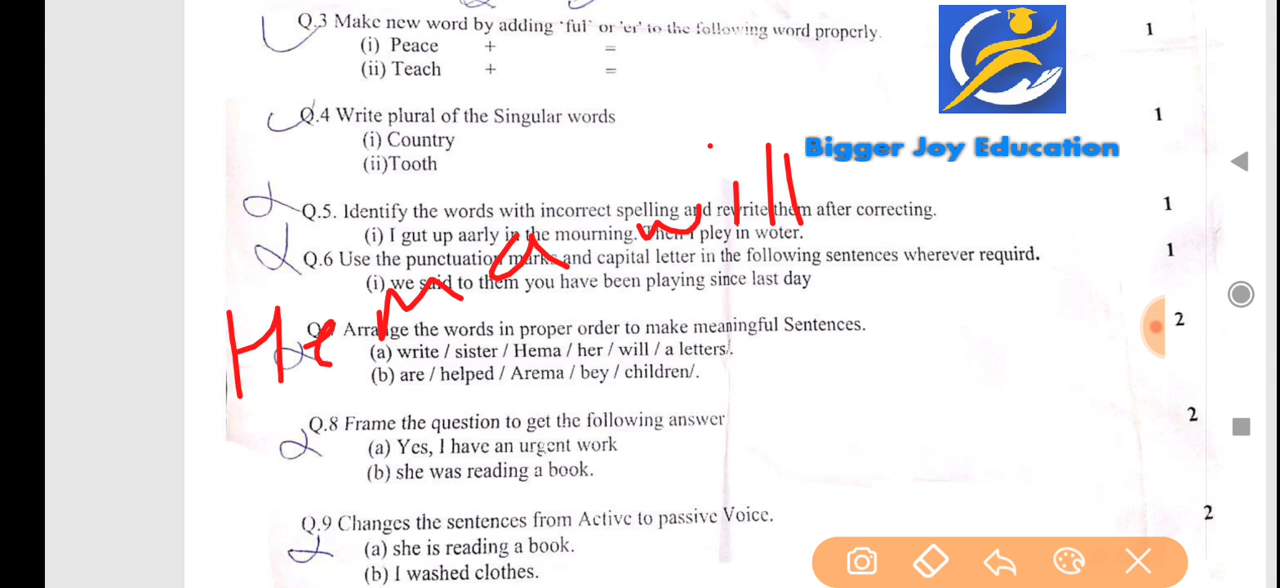 Q.3 Make new word by adding 'ful' or 'er' to the following word properly. 1
(i) Peace + =
(ii) Teach + =
Q.4 Write plural of the Singular words 1
(i) Country
(ii)Tooth
Bigger Joy Education
Q.5. Identify the words with incorrect spelling and rewrite them after correcting. 1
(i) I gut up aarly in the mourning. Then I pley in woter.
Q.6 Use the punctuation marks and capital letter in the following sentences wherever requird. 1
(i) we said to them you have been playing since last day
Hema will
Arrange the words in proper order to make meaningful Sentences. 2
(a) write / sister / Hema / her / will / a letters/.
(b) are / helped / Arema / bey / children/.
Q.8 Frame the question to get the following answer 2
(a) Yes, I have an urgent work
(b) she was reading a book.
Q.9 Changes the sentences from Active to passive Voice. 2
(a) she is reading a book.
(b) I washed clothes.